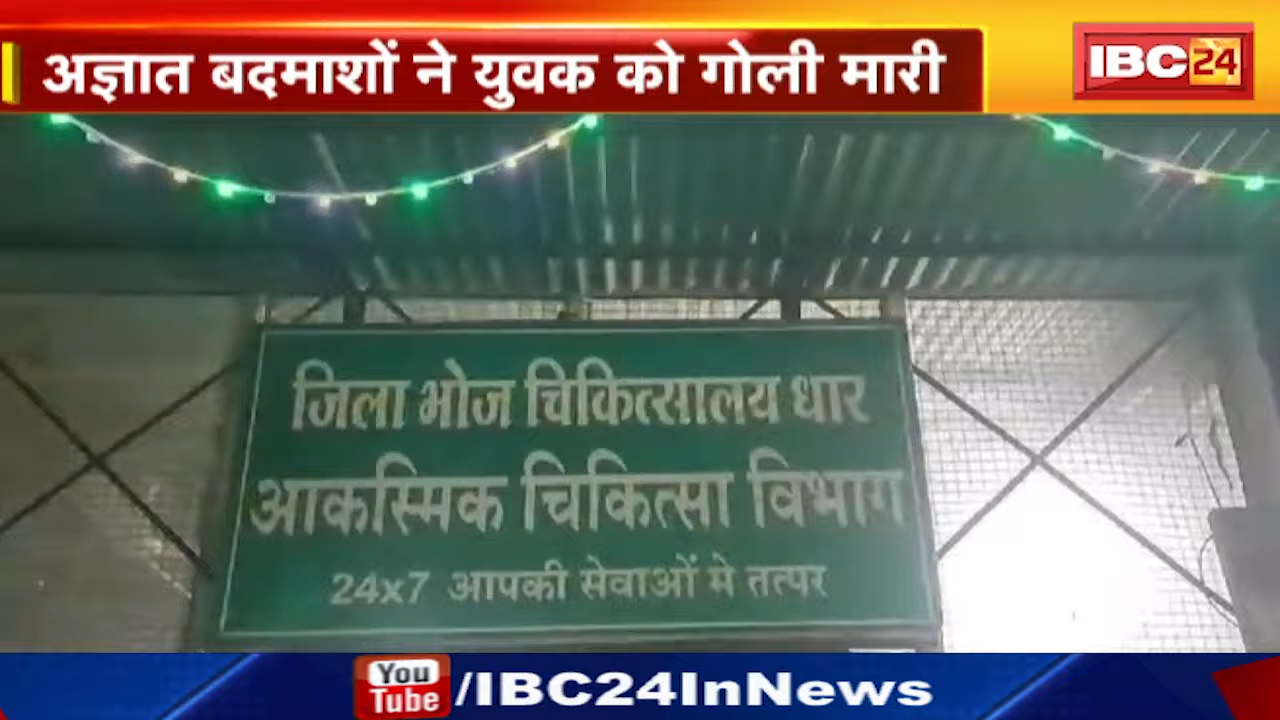 अज्ञात बदमाशों ने युवक को गोली मारी
IBC24
जिला भोज चिकित्सालय धार
आकस्मिक चिकित्सा विभाग
24x7 आपकी सेवाओं मे तत्पर
You
Tube /IBC24InNews